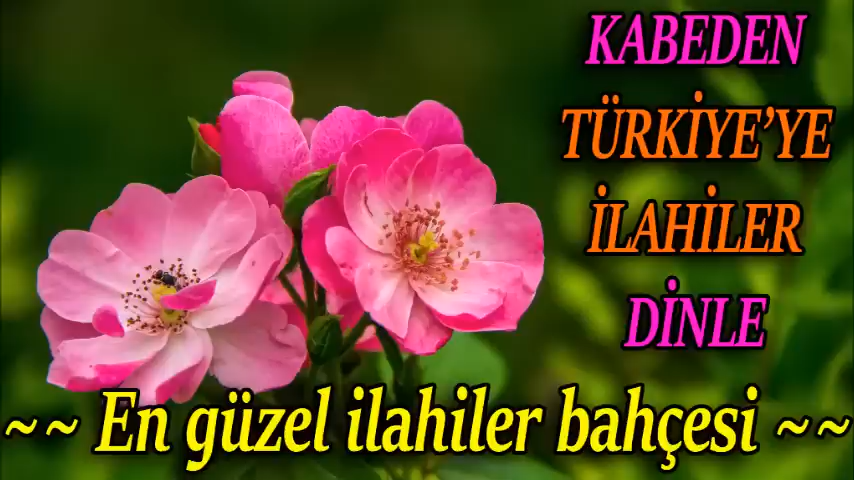 KABEDEN
TÜRKİYE’YE
İLAHİLER
DİNLE
~~ En güzel ilahiler bahçesi ~~